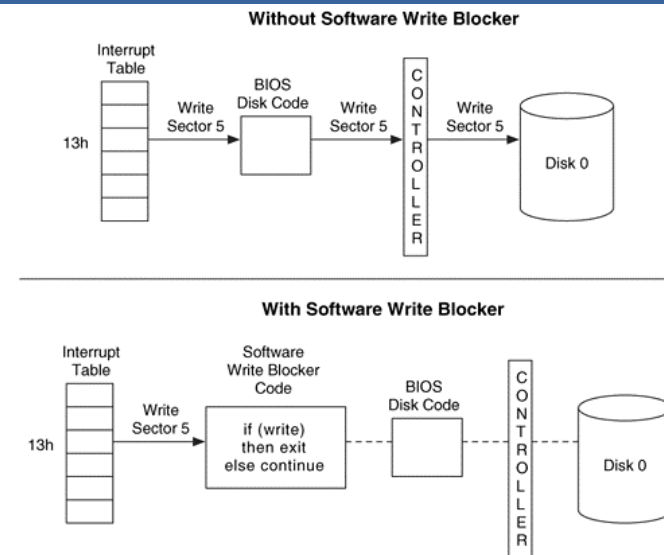 Without Software Write Blocker
Interrupt
Table
13h
Write
Sector 5
BIOS
Disk Code
Write
Sector 5
C
O
N
T
R
O
L
L
E
R
Write
Sector 5
Disk 0
With Software Write Blocker
Interrupt
Table
13h
Write
Sector 5
Software
Write Blocker
Code
if (write)
then exit
else continue
BIOS
Disk Code
C
O
N
T
R
O
L
L
E
R
Disk 0